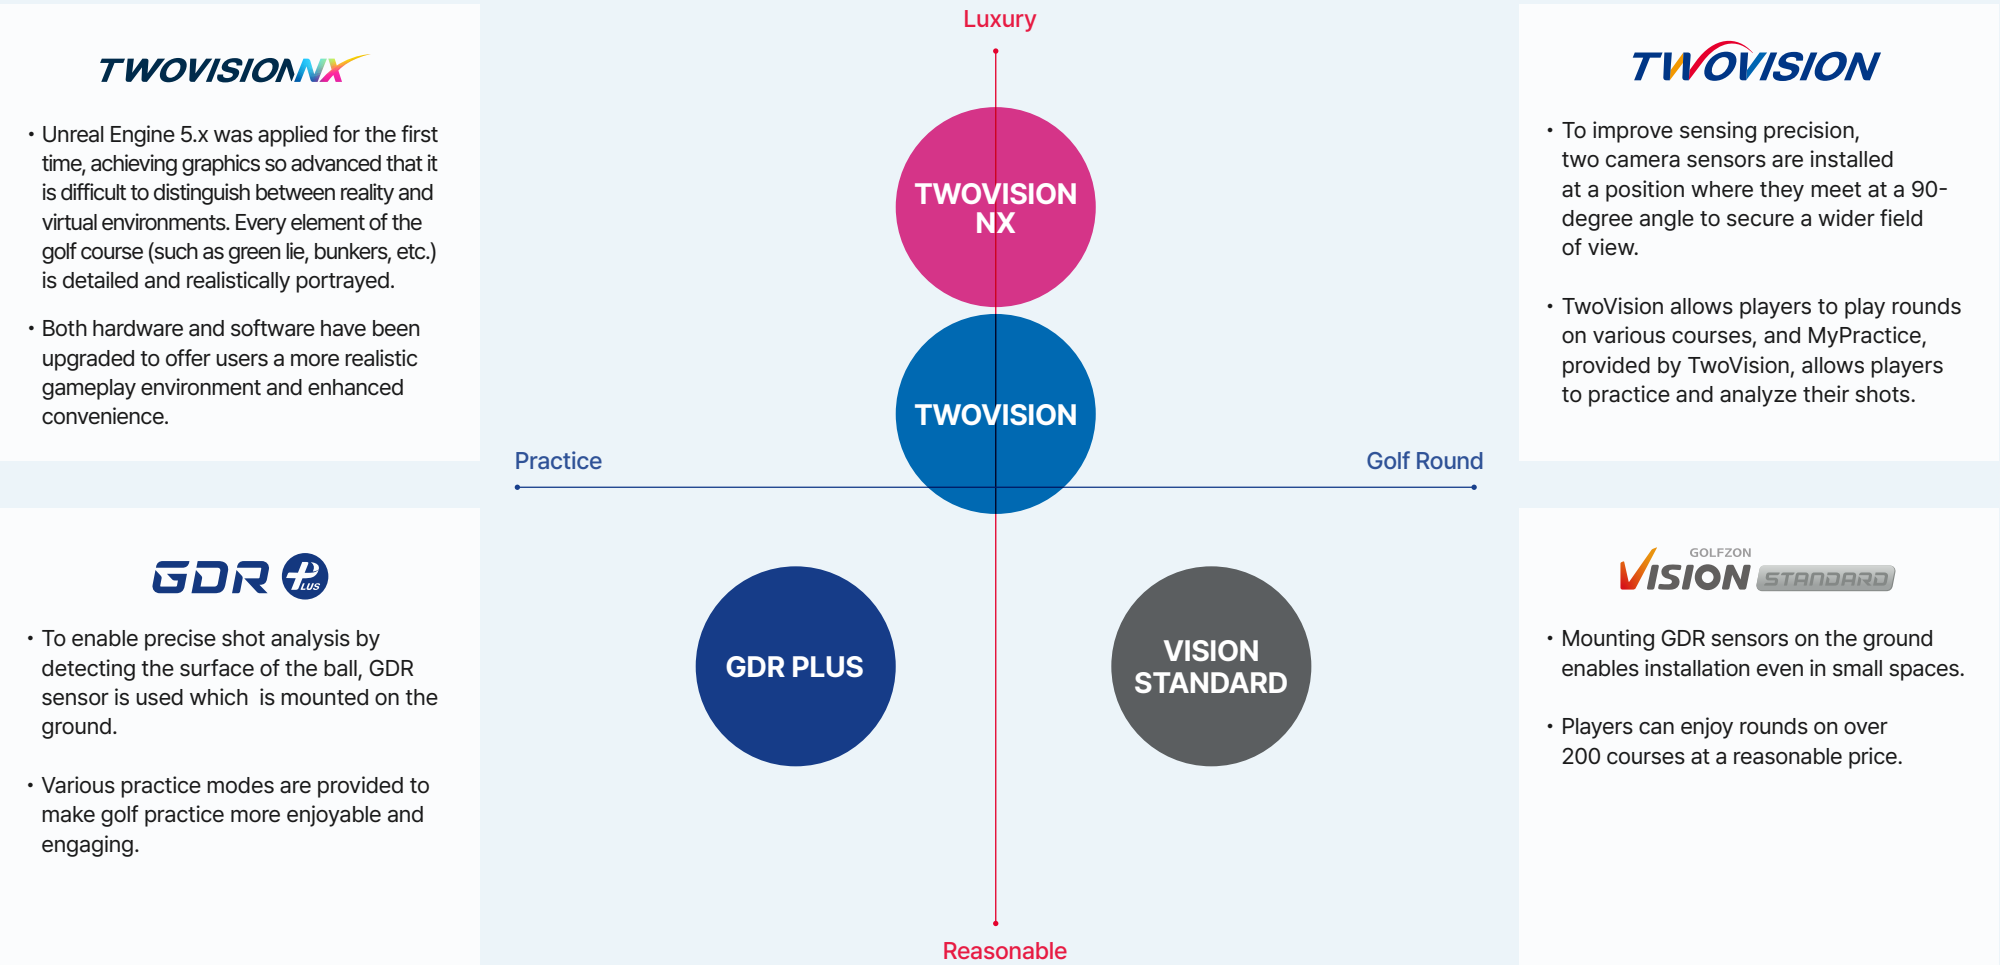 TWOVISIONNX
• Unreal Engine 5.x was applied for the first
time, achieving graphics so advanced that it
is difficult to distinguish between reality and
virtual environments. Every element of the
golf course (such as green lie, bunkers, etc.)
is detailed and realistically portrayed.
• Both hardware and software have been
upgraded to offer users a more realistic
gameplay environment and enhanced
convenience.
Luxury
TWOVISION
NX
TWOVISION
Practice
Golf Round
GDR PLUS
VISION
STANDARD
Reasonable
TWOVISION
• To improve sensing precision,
two camera sensors are installed
at a position where they meet at a 90-
degree angle to secure a wider field
of view.
• TwoVision allows players to play rounds
on various courses, and MyPractice,
provided by TwoVision, allows players
to practice and analyze their shots.
GDR PLUS
• To enable precise shot analysis by
detecting the surface of the ball, GDR
sensor is used which  is mounted on the
ground.
• Various practice modes are provided to
make golf practice more enjoyable and
engaging.
GOLFZON
VISION STANDARD
• Mounting GDR sensors on the ground
enables installation even in small spaces.
• Players can enjoy rounds on over
200 courses at a reasonable price.